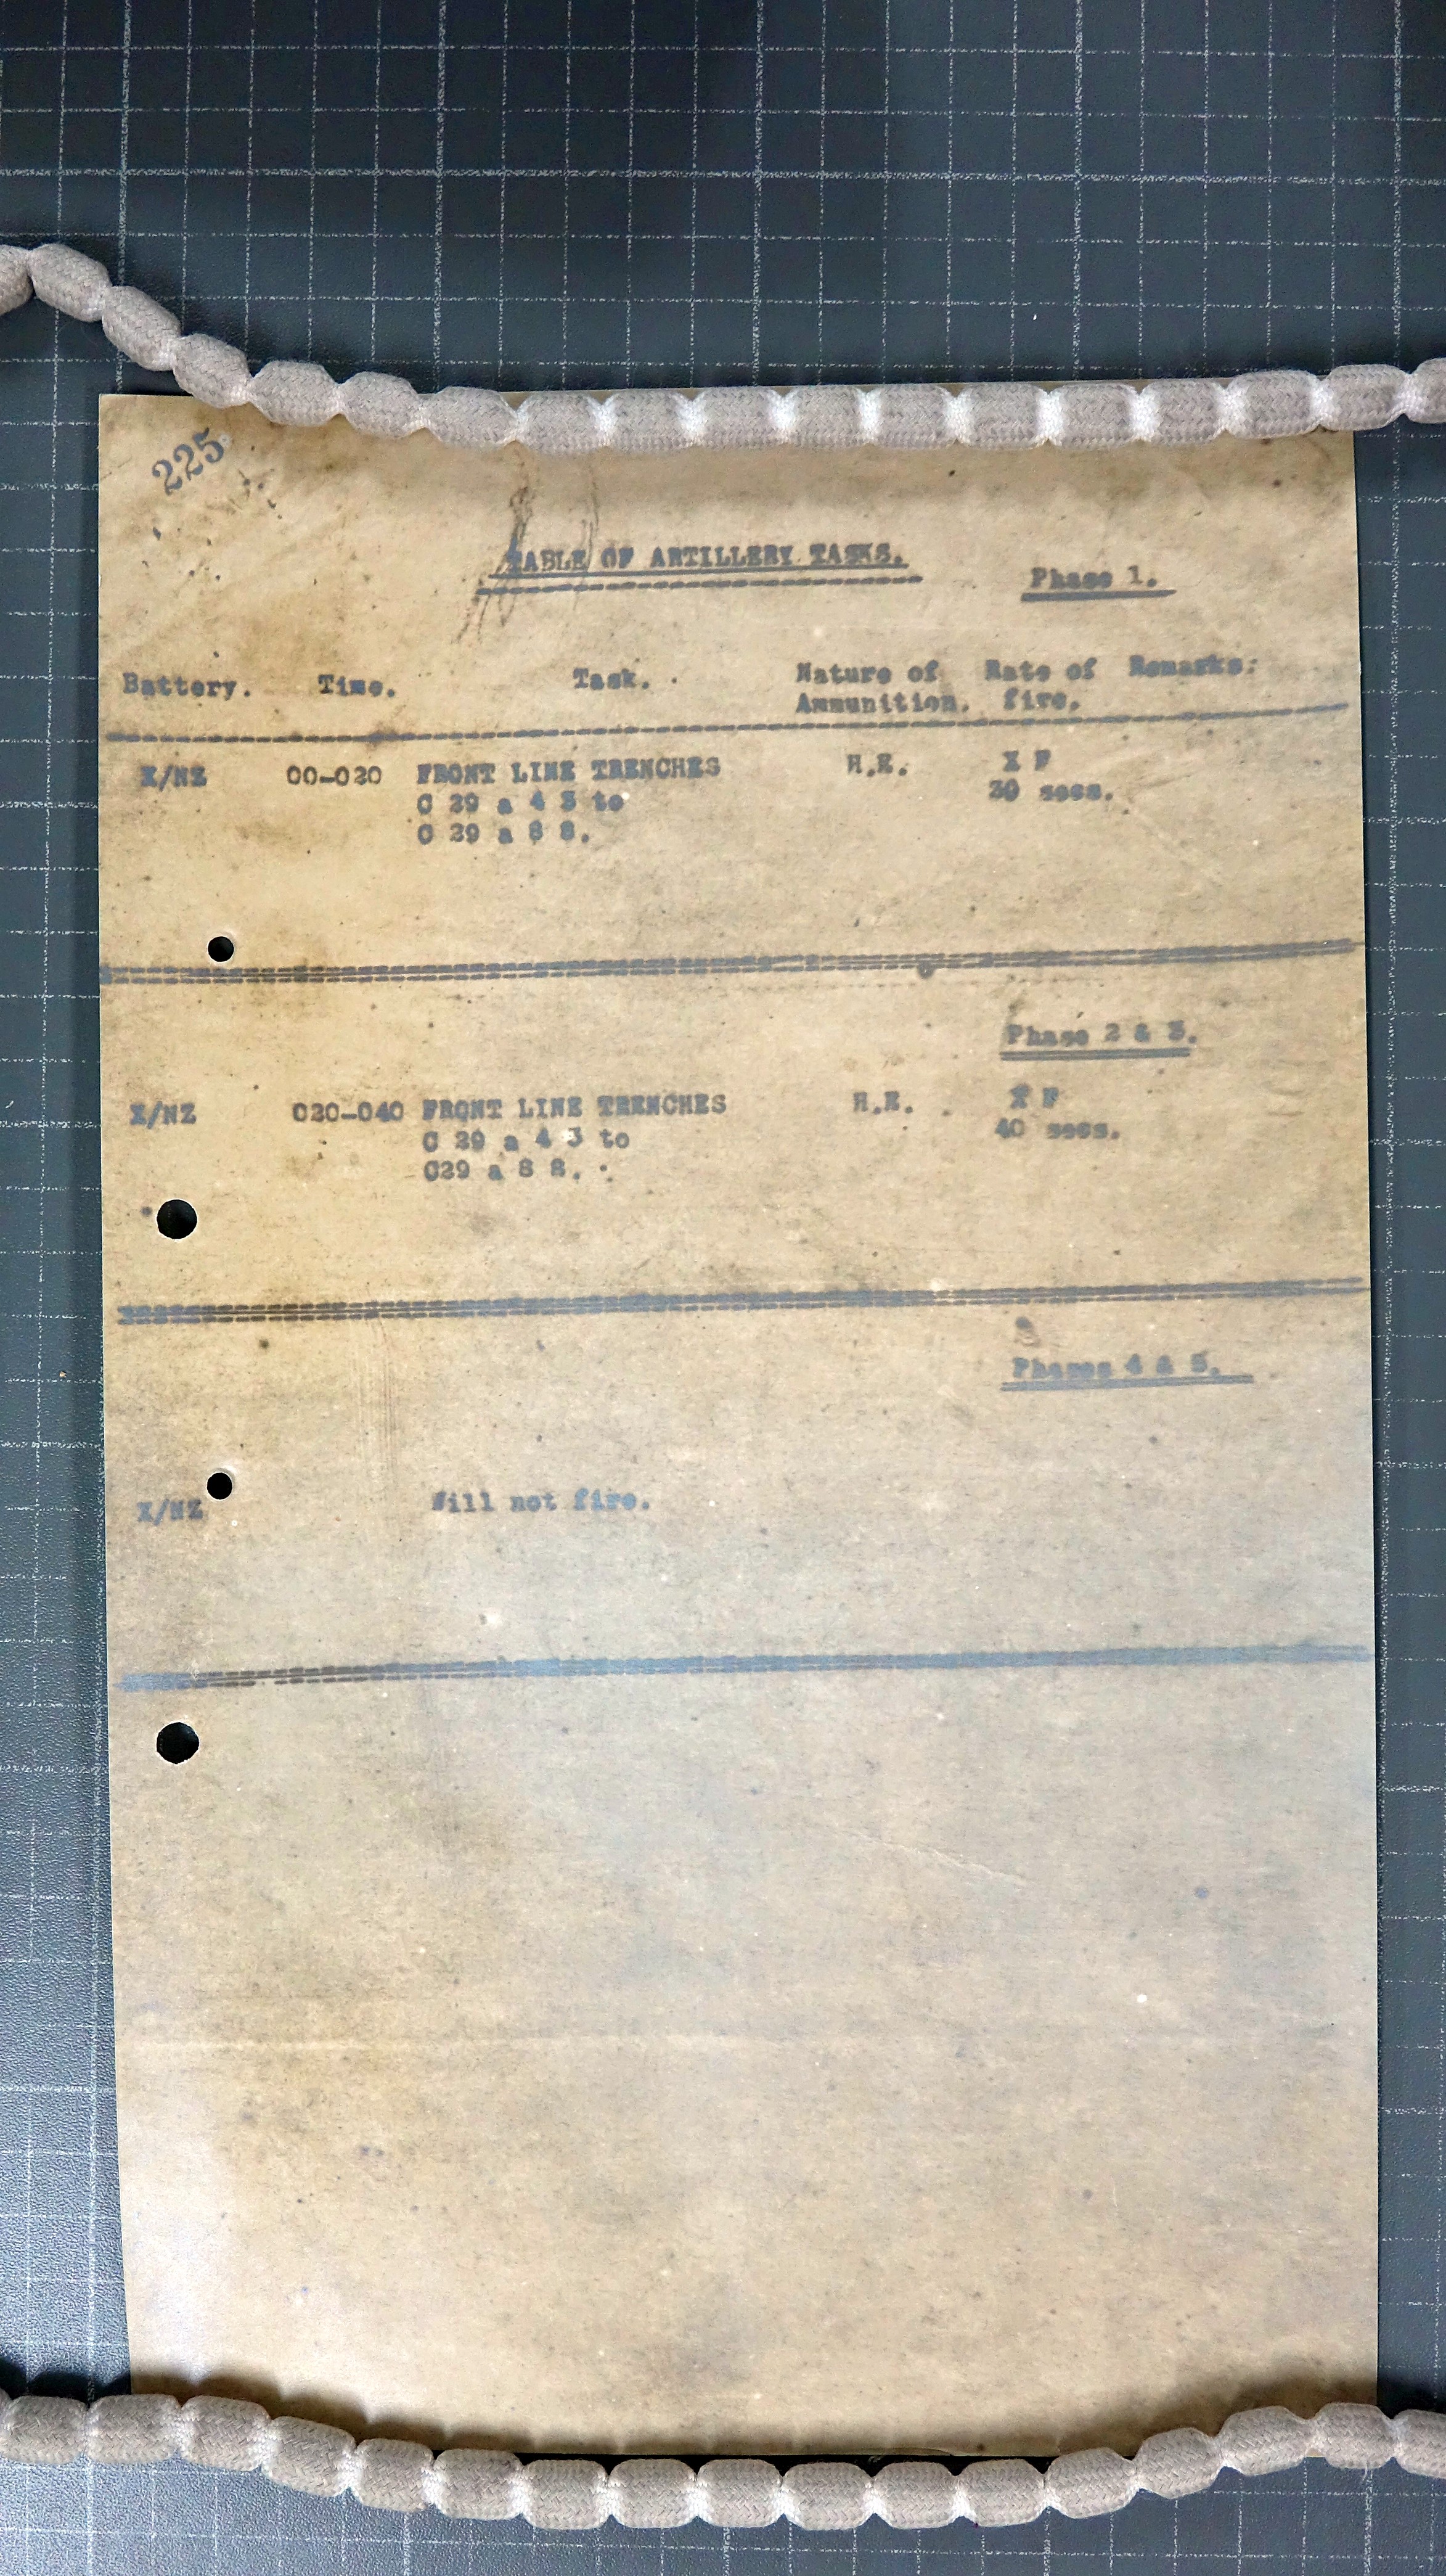 225
TABLE OF ARTILLERY TASKS.
Phase 1.
Battery. Time. Task. Nature of Ammunition. Rate of fire. Remarks:
X/NZ 00-020 FRONT LINE TRENCHES H.E. X F
C 29 a 4 3 to 30 secs.
C 29 a 8 8.
Phase 2 & 3.
X/NZ 020-040 FRONT LINE TRENCHES H.E. X F
C 29 a 4 3 to 40 secs.
C29 a 8 8.
Phases 4 & 5.
X/NZ Will not fire.